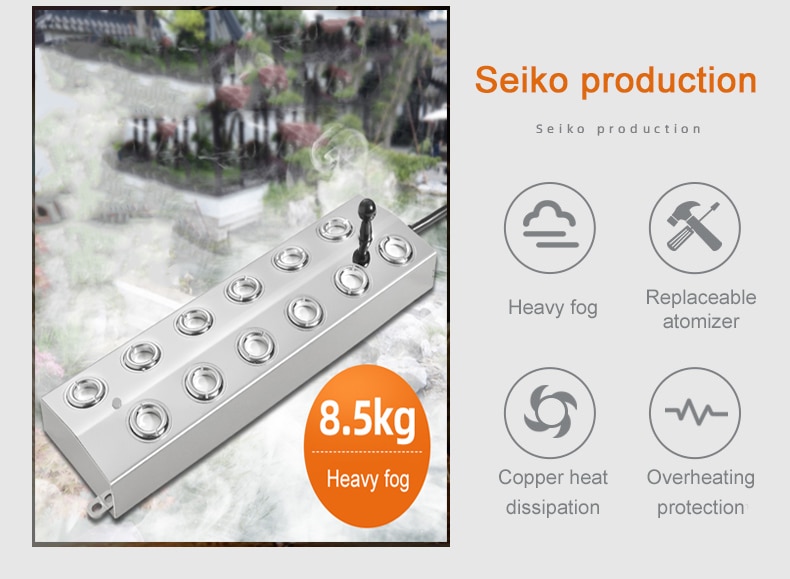 Seiko production
Seiko production
Heavy fog
Replaceable
atomizer
8.5kg
Heavy fog
Copper heat
dissipation
Overheating
protection